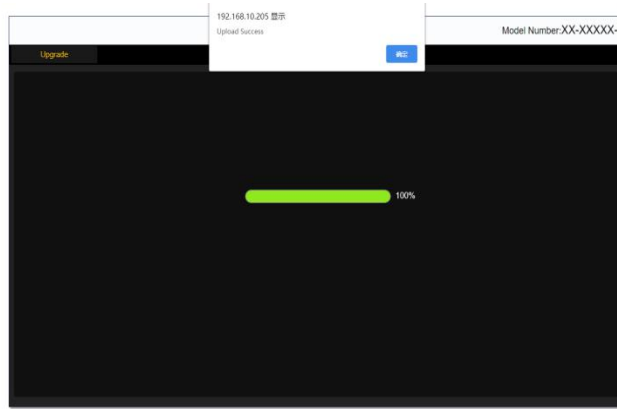 192.168.10.205 显示
Upload Success
确定
Model Number:XX-XXXXX-
Upgrade
100%